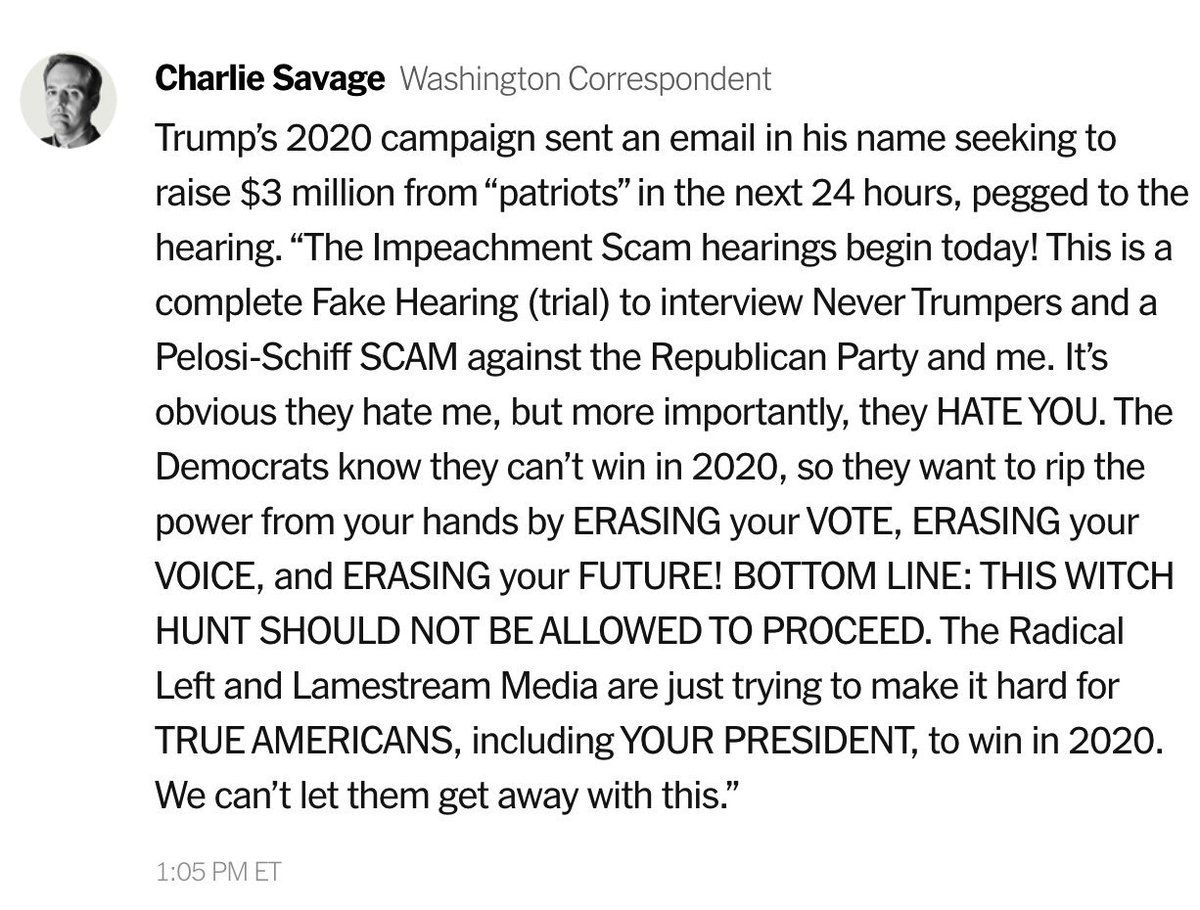 Charlie Savage Washington Correspondent
Trump’s 2020 campaign sent an email in his name seeking to
raise $3 million from “patriots” in the next 24 hours, pegged to the
hearing. “The Impeachment Scam hearings begin today! This is a
complete Fake Hearing (trial) to interview Never Trumpers and a
Pelosi-Schiff SCAM against the Republican Party and me. It’s
obvious they hate me, but more importantly, they HATE YOU. The
Democrats know they can’t win in 2020, so they want to rip the
power from your hands by ERASING your VOTE, ERASING your
VOICE, and ERASING your FUTURE! BOTTOM LINE: THIS WITCH
HUNT SHOULD NOT BE ALLOWED TO PROCEED. The Radical
Left and Lamestream Media are just trying to make it hard for
TRUE AMERICANS, including YOUR PRESIDENT, to win in 2020.
We can’t let them get away with this.”
1:05 PM ET